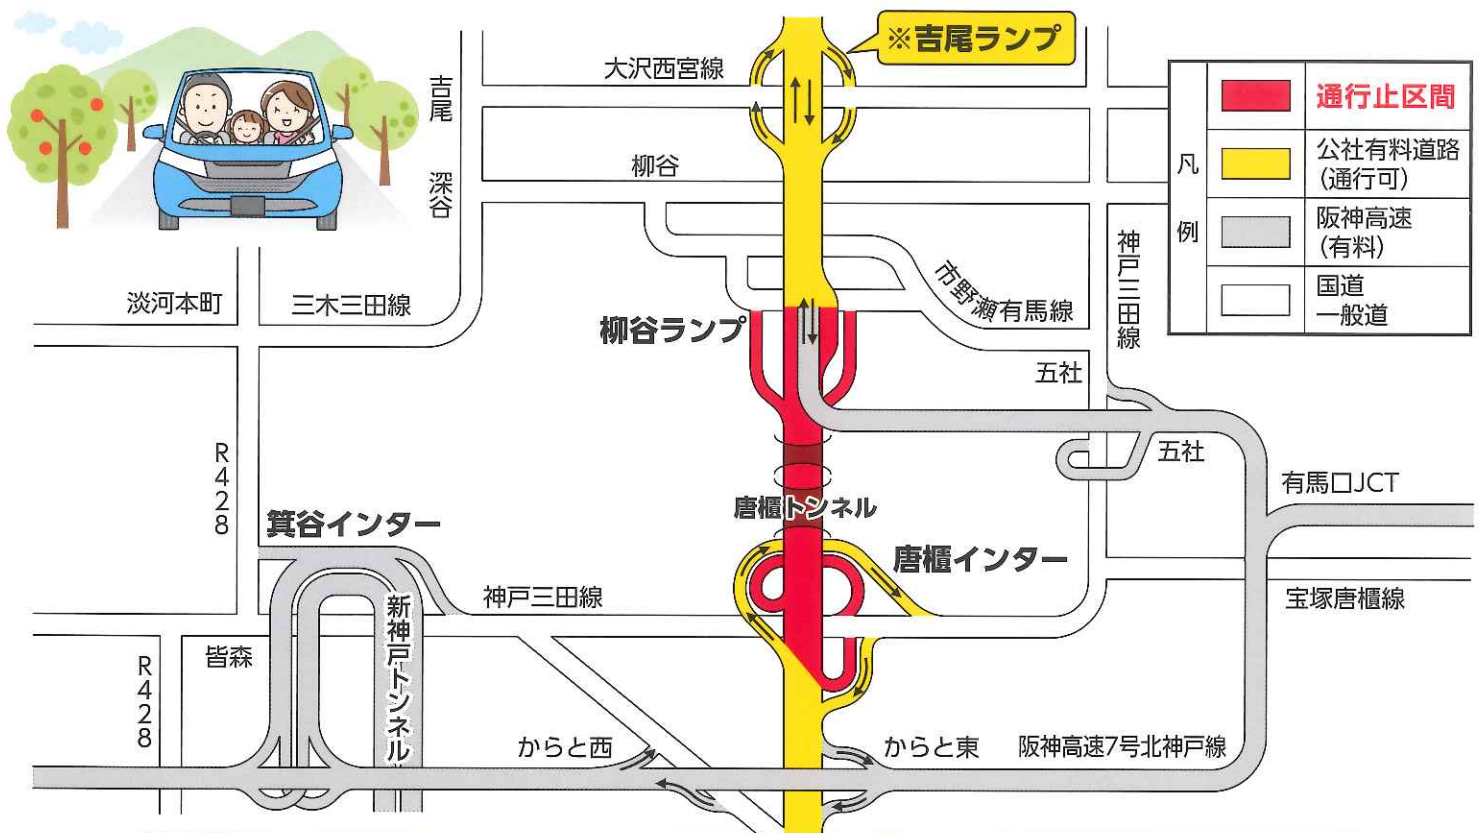 ※吉尾ランプ
大沢西宮線
吉尾
深谷
柳谷
淡河本町
三木三田線
柳谷ランプ
市野瀬有馬線
神戸三田線
五社
五社
有馬口JCT
R428
箕谷インター
唐櫃トンネル
唐櫃インター
神戸三田線
宝塚唐櫃線
新神戸トンネル
皆森
R428
からと西
からと東
阪神高速7号北神戸線
凡例
通行止区間
公社有料道路
(通行可)
阪神高速
(有料)
国道
一般道